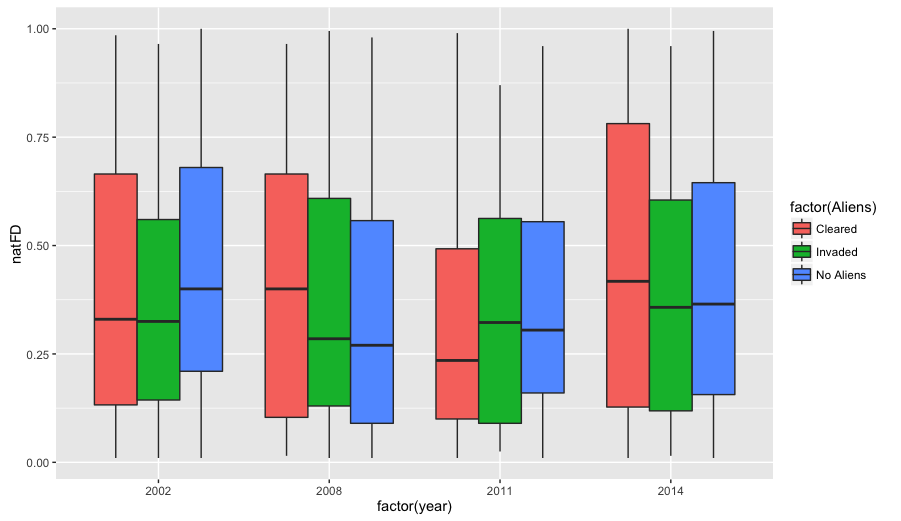 1.00
0.75
0.50
0.25
0.00
natFD
2002 2008 2011 2014
factor(year)
factor(Aliens)
Cleared
Invaded
No Aliens